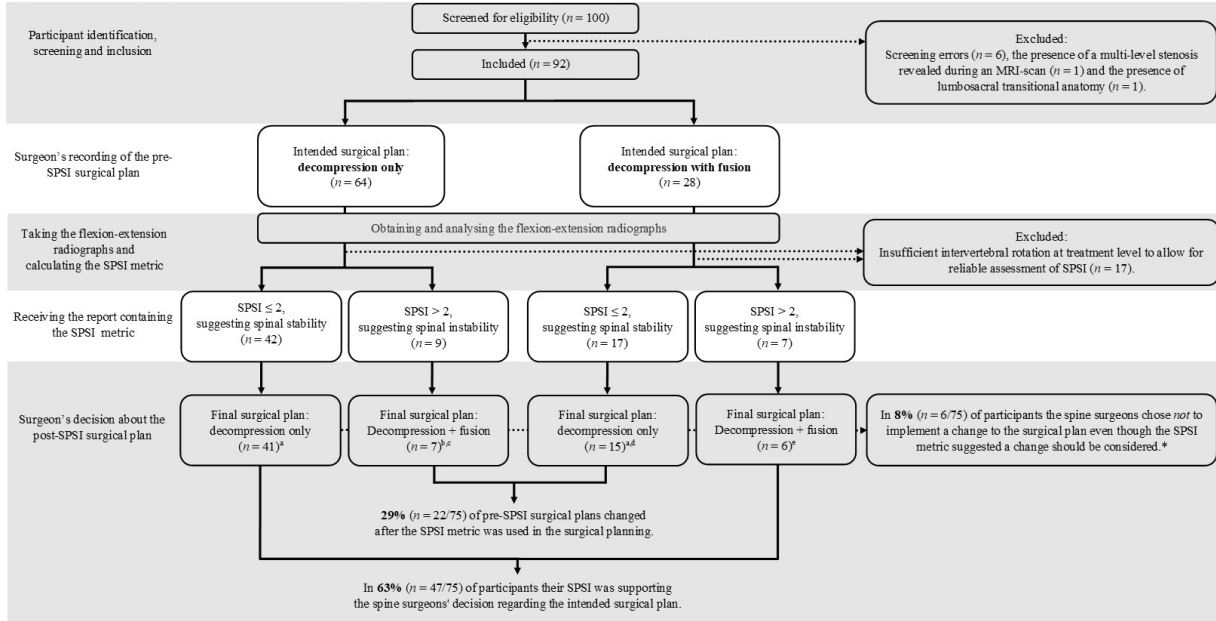 Participant identification,
screening and inclusion
Screened for eligibility (n = 100)
Included (n = 92)
Excluded:
Screening errors (n = 6), the presence of a multi-level stenosis
revealed during an MRI-scan (n = 1) and the presence of
lumbosacral transitional anatomy (n = 1).
Surgeon's recording of the pre-
SPSI surgical plan
Intended surgical plan:
decompression only
(n = 64)
Intended surgical plan:
decompression with fusion
(n = 28)
Taking the flexion-extension
radiographs and
calculating the SPSI metric
Obtaining and analysing the flexion-extension radiographs
Excluded:
Insufficient intervertebral rotation at treatment level to allow for
reliable assessment of SPSI (n = 17).
Receiving the report containing
the SPSI metric
SPSI ≤ 2,
suggesting spinal stability
(n = 42)
SPSI > 2,
suggesting spinal instability
(n = 9)
SPSI ≤ 2,
suggesting spinal stability
(n = 17)
SPSI > 2,
suggesting spinal instability
(n = 7)
Surgeon's decision about the
post-SPSI surgical plan
Final surgical plan:
decompression only
(n = 41)a
Final surgical plan:
Decompression + fusion
(n = 7)b,c
Final surgical plan:
decompression only
(n = 15)a,d
Final surgical plan:
Decompression + fusion
(n = 6)e
In 8% (n = 6/75) of participants the spine surgeons chose not to
implement a change to the surgical plan even though the SPSI
metric suggested a change should be considered.*
29% (n = 22/75) of pre-SPSI surgical plans changed
after the SPSI metric was used in the surgical planning.
In 63% (n = 47/75) of participants their SPSI was supporting
the spine surgeons' decision regarding the intended surgical plan.